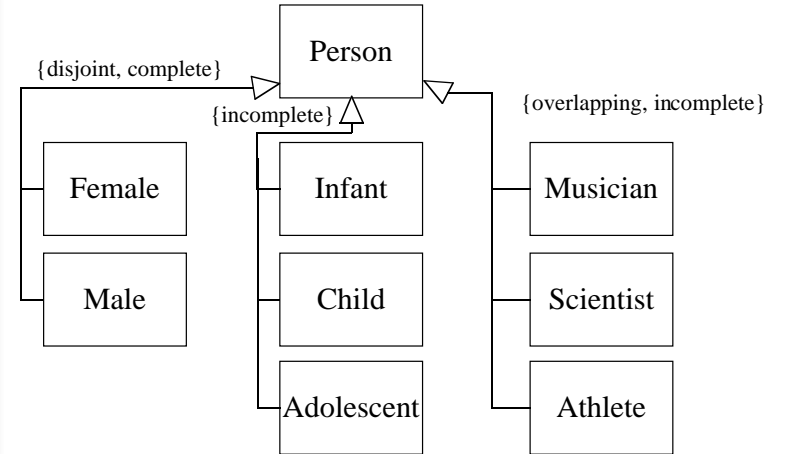 Person
{disjoint, complete}
{incomplete}
{overlapping, incomplete}
Female
Infant
Musician
Male
Child
Scientist
Adolescent
Athlete